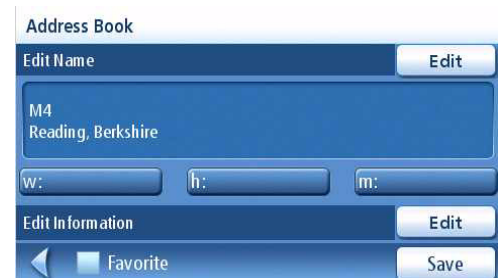 Address Book
Edit Name Edit
M4
Reading, Berkshire
w: h: m:
Edit Information Edit
Favorite Save